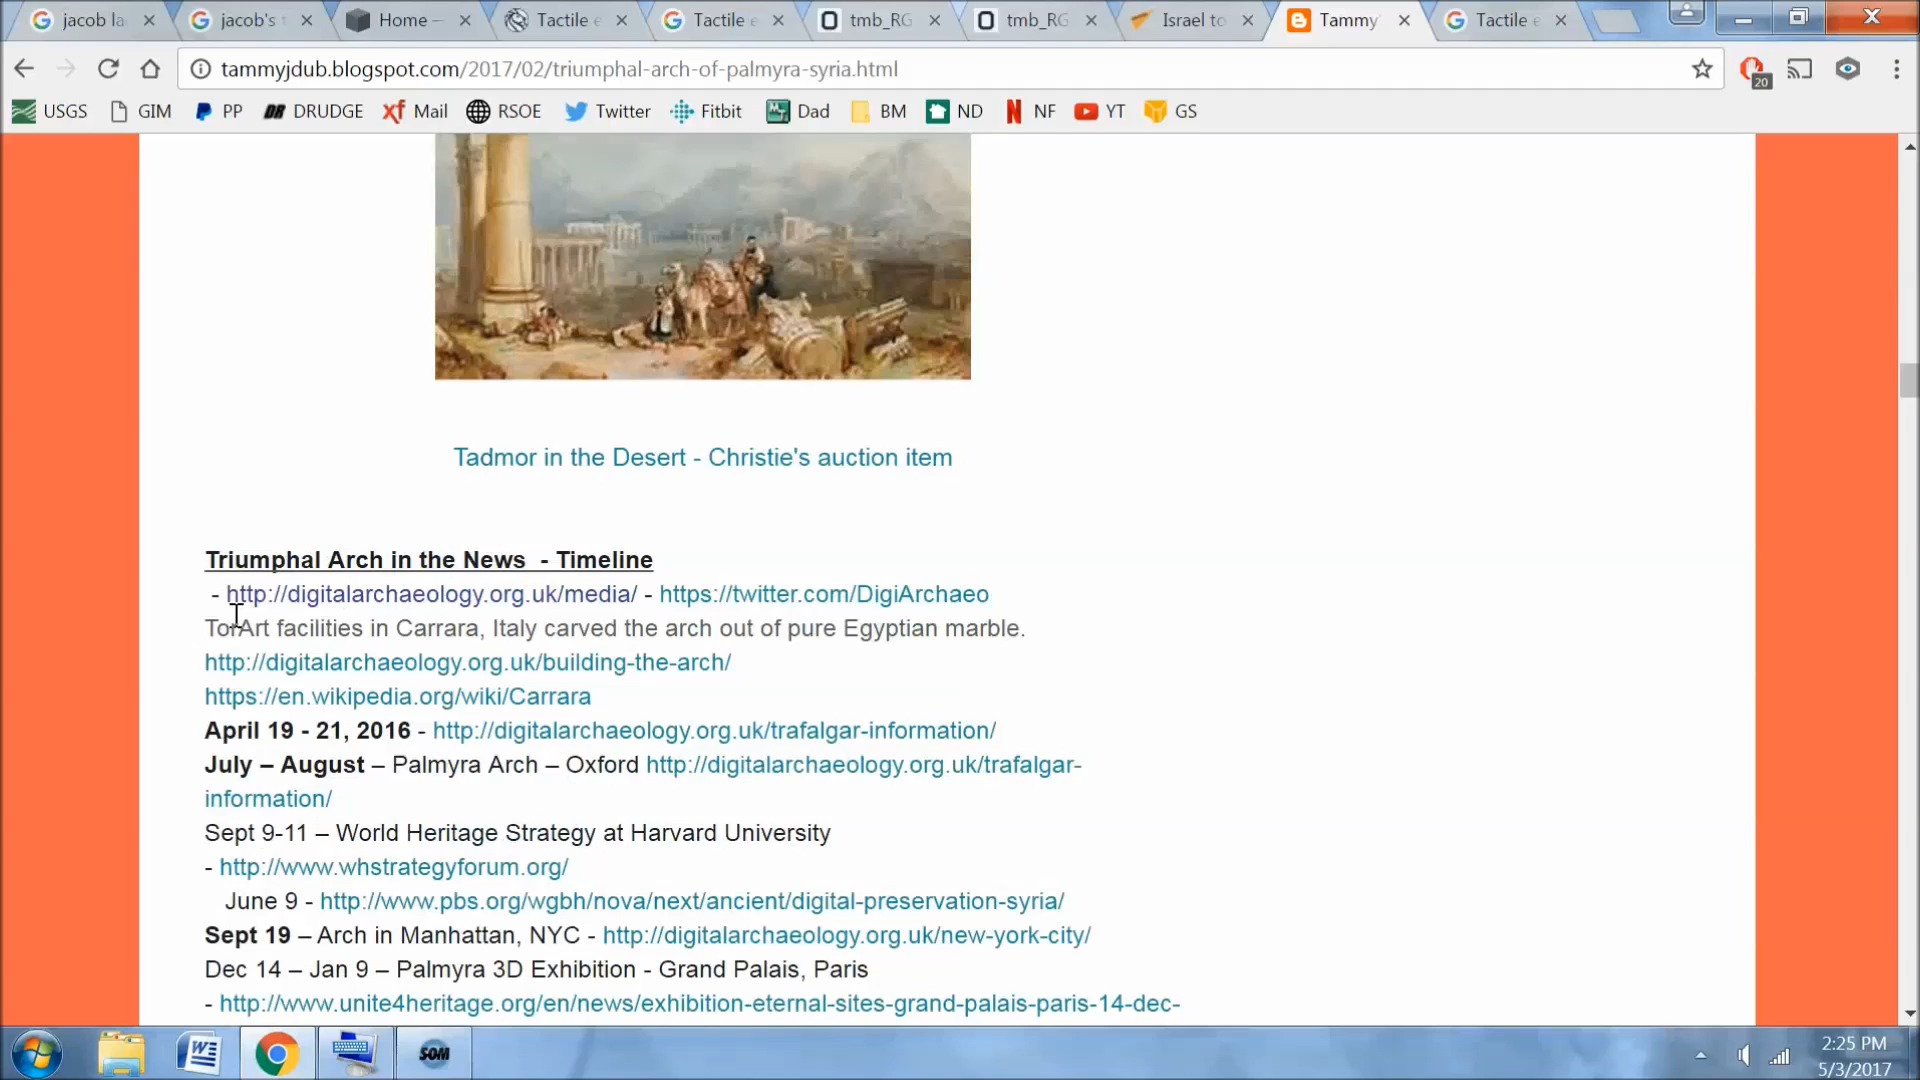 jacob la
jacob's t
Home —
Tactile e
Tactile e
tmb_RG
tmb_RG
Israel to
Tammy'
Tactile e
tammyjdub.blogspot.com/2017/02/triumphal-arch-of-palmyra-syria.html
20
USGS GIM PP DRUDGE Mail RSOE Twitter Fitbit Dad BM ND NF YT GS
Tadmor in the Desert - Christie's auction item
Triumphal Arch in the News - Timeline
- http://digitalarchaeology.org.uk/media/ - https://twitter.com/DigiArchaeo
TorArt facilities in Carrara, Italy carved the arch out of pure Egyptian marble.
http://digitalarchaeology.org.uk/building-the-arch/
https://en.wikipedia.org/wiki/Carrara
April 19 - 21, 2016 - http://digitalarchaeology.org.uk/trafalgar-information/
July – August – Palmyra Arch – Oxford http://digitalarchaeology.org.uk/trafalgar-
information/
Sept 9-11 – World Heritage Strategy at Harvard University
- http://www.whstrategyforum.org/
June 9 - http://www.pbs.org/wgbh/nova/next/ancient/digital-preservation-syria/
Sept 19 – Arch in Manhattan, NYC - http://digitalarchaeology.org.uk/new-york-city/
Dec 14 – Jan 9 – Palmyra 3D Exhibition - Grand Palais, Paris
- http://www.unite4heritage.org/en/news/exhibition-eternal-sites-grand-palais-paris-14-dec-
SOM
2:25 PM
5/3/2017